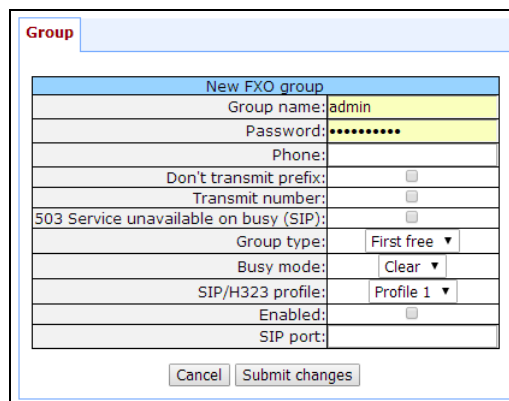 Group
New FXO group
Group name: admin
Password: ••••••••••
Phone:
Don't transmit prefix:
Transmit number:
503 Service unavailable on busy (SIP):
Group type: First free ▼
Busy mode: Clear ▼
SIP/H323 profile: Profile 1 ▼
Enabled:
SIP port:
Cancel Submit changes